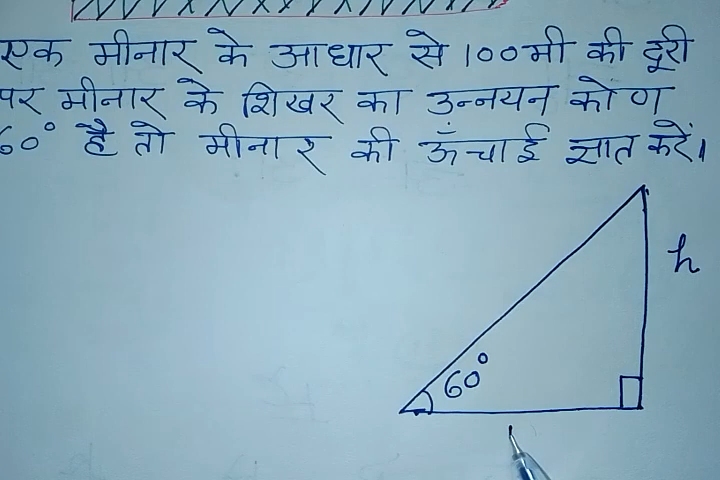 एक मीनार के आधार से 100मी की दूरी
पर मीनार के शिखर का उन्नयन कोण
60° है तो मीनार की ऊँचाई ज्ञात करें।
h
60°